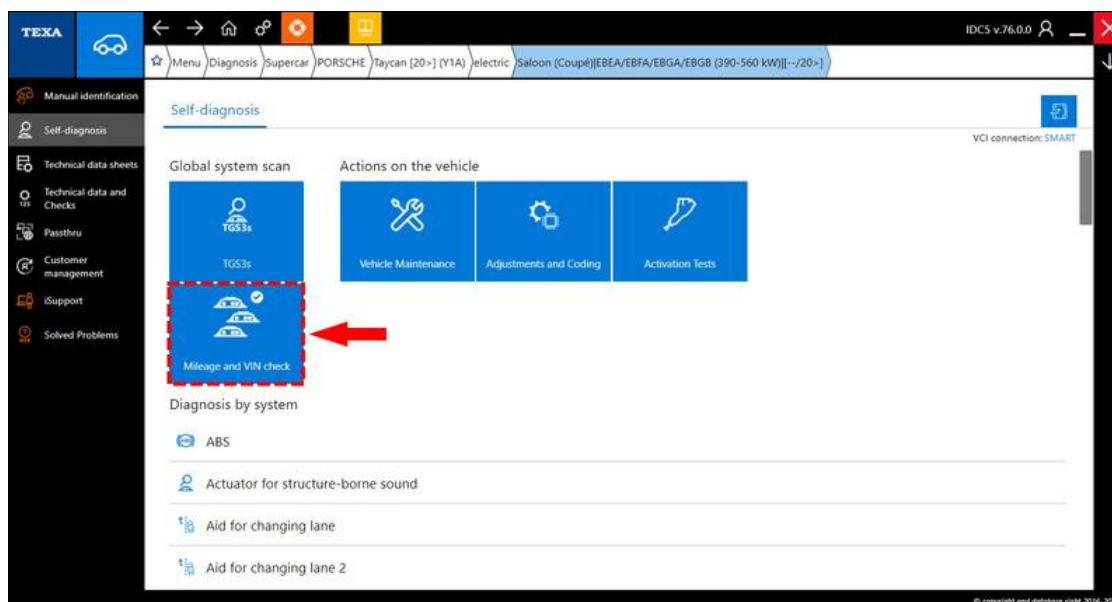 TEXA
IDC5 v.76.0.0
Menu Diagnosis Supercar PORSCHE Taycan [20>] (Y1A) electric Saloon (Coupé)|EBEA/EBFA/EBGA/EBGB (390-560 kW)|[--/20>]
Manual identification
Self-diagnosis
Technical data sheets
Technical data and
Checks
Passthru
Customer
management
iSupport
Solved Problems
Self-diagnosis
VCI connection: SMART
Global system scan
Actions on the vehicle
TGS3s
TGS3s
Vehicle Maintenance
Adjustments and Coding
Activation Tests
Mileage and VIN check
Diagnosis by system
ABS
Actuator for structure-borne sound
Aid for changing lane
Aid for changing lane 2